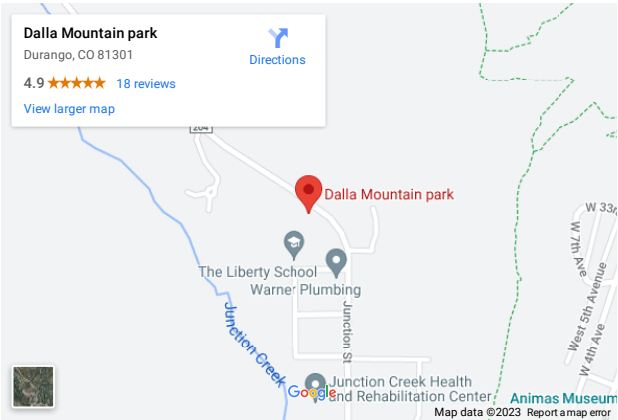 Dalla Mountain park
Durango, CO 81301
Directions
4.9
18 reviews
View larger map
204
Dalla Mountain park
W 33r
W 7th Ave
The Liberty School
Warner Plumbing
West 5th Avenue
Junction St
Junction Creek
W 4th Ave
Junction Creek Health
and Rehabilitation Center
Google
Animas Museum
Map data ©2023
Report a map error